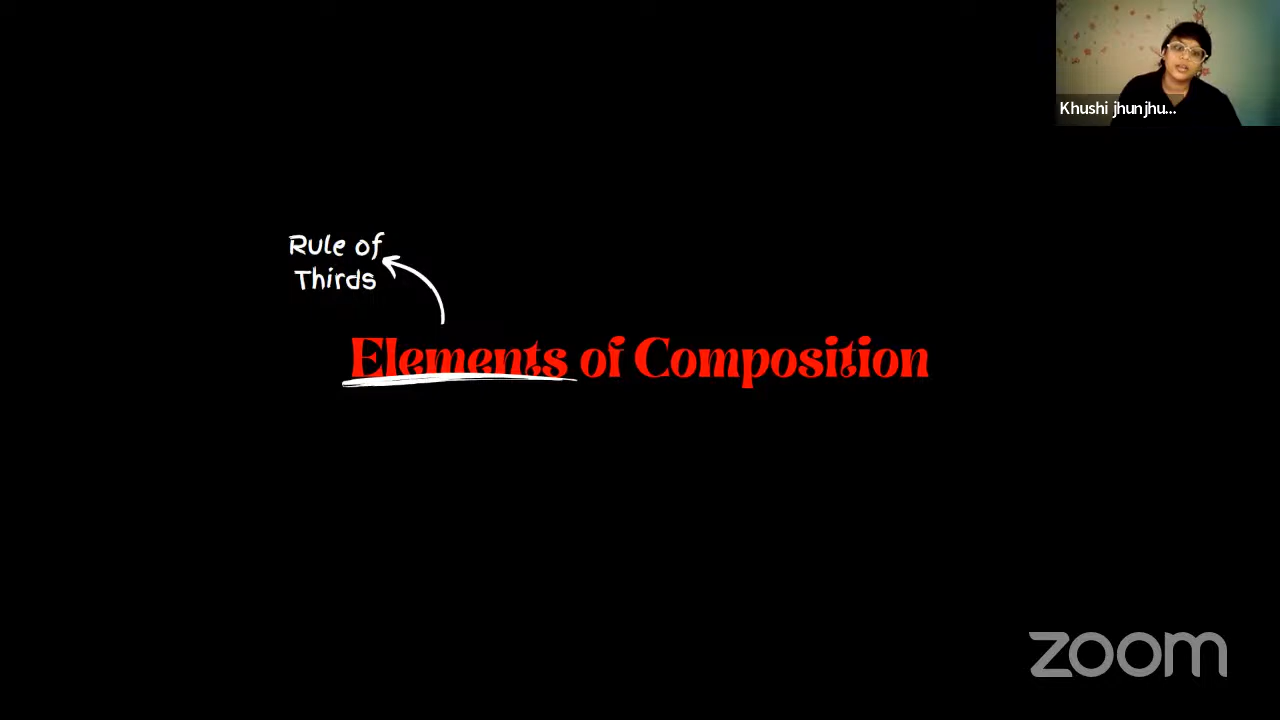 Khushi jhunjhu...
Rule of
Thirds
Elements of Composition
zoom